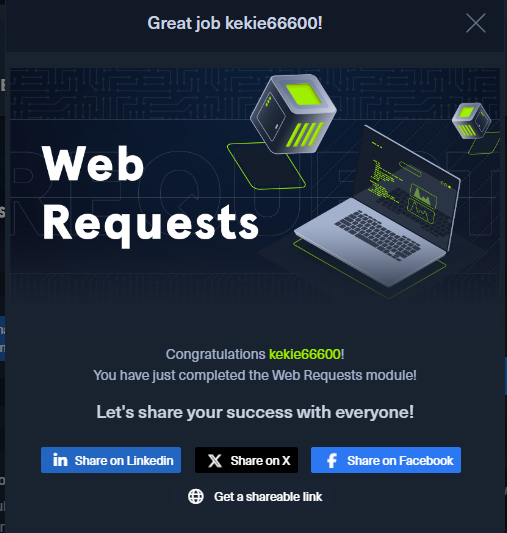 Great job kekie66600!
Web
Requests
Congratulations kekie66600!
You have just completed the Web Requests module!
Let's share your success with everyone!
in Share on Linkedin
X Share on X
f Share on Facebook
Get a shareable link